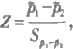 Z = (p̂₁ − p̂₂) / S_{p̂₁−p̂₂},